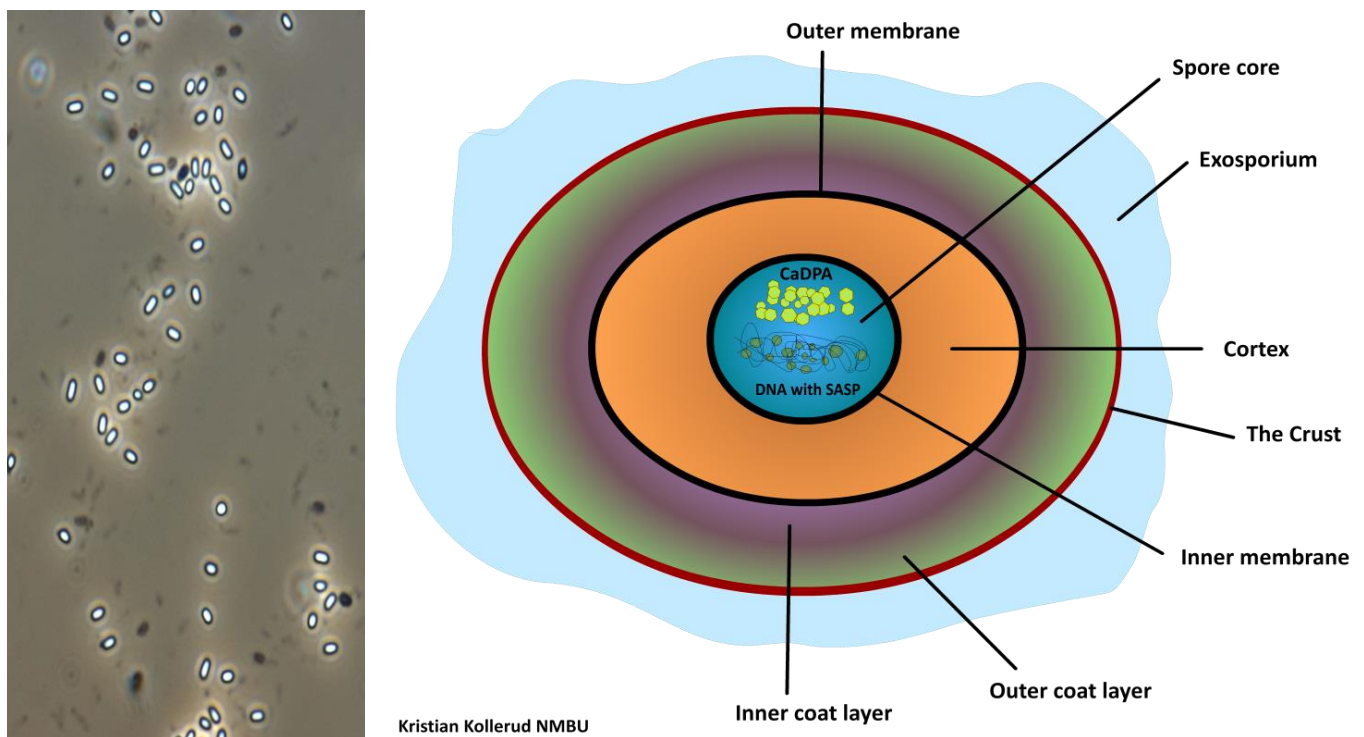 Outer membrane
Spore core
Exosporium
CaDPA
Cortex
DNA with SASP
The Crust
Inner membrane
Outer coat layer
Inner coat layer
Kristian Kollerud NMBU